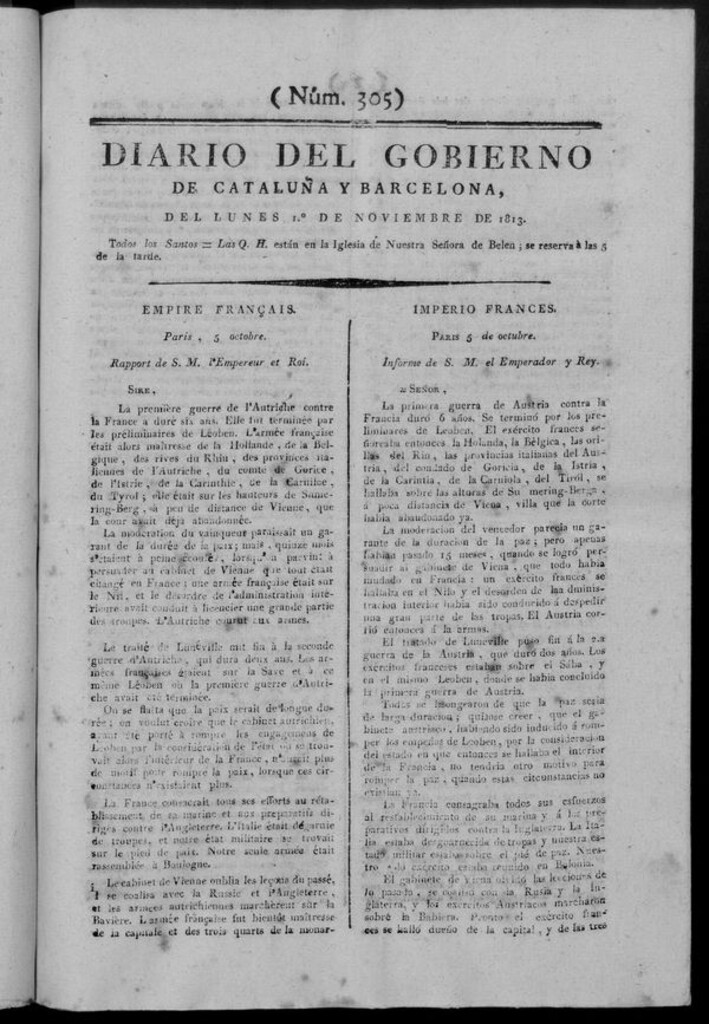 (Núm. 305)
DIARIO DEL GOBIERNO
DE CATALUÑA Y BARCELONA,
DEL LUNES 1.º DE NOVIEMBRE DE 1813.
Todos los Santos = Las Q. H. están en la Iglesia de Nuestra Señora de Belen; se reserva à las 5
de la tarde.
EMPIRE FRANÇAIS.
Paris, 5 octobre.
Rapport de S. M. l'Empereur et Roi.
SIRE,
La première guerre de l'Autriche contre
la France a duré six ans. Elle fut terminée par
les préliminaires de Léoben. L'armée française
était alors maîtresse de la Hollande, de la Bel-
gique, des rives du Rhin, des provinces ita-
liennes de l'Autriche, du comté de Gorice,
de l'Istrie, de la Carinthie, de la Carniole,
du Tyrol; elle était sur les hauteurs de Simme-
ring-Berg, à peu de distance de Vienne, que
la cour avait déjà abandonnée.
La modération du vainqueur paraissait un ga-
rant de la durée de la paix; mais, quinze mois
s'étaient à peine écoulés, lorsqu'on parvint à
persuader au cabinet de Vienne que tout était
changé en France; une armée française était sur
le Nil, et le désordre de l'administration inté-
rieure avait conduit à licencier une grande partie
des troupes. L'Autriche courut aux armes.
Le traité de Lunéville mit fin à la seconde
guerre d'Autriche, qui dura deux ans. Les ar-
mées françaises étaient sur la Save et à ce
même Léoben où la première guerre d'Autri-
che avait été terminée.
On se flatta que la paix serait de longue du-
rée; on voulut croire que le cabinet autrichien,
ayant été porté à rompre les engagemens de
Léoben par la considération de l'état où se trou-
vait alors l'intérieur de la France, n'aurait plus
de motif pour rompre la paix, lorsque ces cir-
constances n'existaient plus.
La France consacrait tous ses efforts au réta-
blissement de sa marine et aux préparatifs di-
rigés contre l'Angleterre. L'Italie était dégarnie
de troupes, et notre état militaire se trovait
sur le pied de paix. Notre seule armée était
rassemblée à Boulogne.
Le cabinet de Vienne oublia les leçons du passé,
il se coalisa avec la Russie et l'Angleterre,
et les armées autrichiennes marchèrent sur la
Bavière. L'armée française fut bientôt maîtresse
de la capitale et des trois quarts de la monar-
IMPERIO FRANCES.
PARIS 5 de octubre.
Informe de S. M. el Emperador y Rey.
= SEÑOR,
La primera guerra de Austria contra la
Francia duró 6 años. Se terminó por los pre-
liminares de Leoben. El exército frances se-
ñoreaba entonces la Holanda, la Bélgica, las ori-
llas del Rin, las provincias italianas del Aus-
tria, del condado de Goricia, de la Istria,
de la Carintia, de la Carniola, del Tirol, se
hallaba sobre las alturas de Su mering-Berga,
á poca distancia de Viena, villa que la corte
habia abandonado ya.
La moderacion del vencedor parecia un ga-
rante de la duracion de la paz; pero apenas
habian pasado 15 meses, quando se logró per-
suadir al gabinete de Viena, que todo habia
mudado en Francia: un exército frances se
hallaba en el Nilo y el desorden de la adminis-
tracion interior habia sido conducido á despedir
una gran parte de las tropas. El Austria cor-
rió entonces á la armas.
El tratado de Luneville puso fin á la 2.a
guerra de la Austria, que duró dos años. Los
exércitos franceses estaban sobre el Sába, y
en el mismo Leoben, donde se habia concluido
la primera guerra de Austria.
Todos se lisongearon de que la paz seria
de larga duracion; quisose creer, que el ga-
binete austriaco, habiendo sido inducido á rom-
per los empeños de Leoben, por la consideracion
del estado en que entonces se hallaba el interior
de la Francia, no tendria otro motivo para
romper la paz, quando estas circunstancias no
existian ya.
La Francia consagraba todos sus esfuerzos
al restablecimiento de su marina y á los pre-
parativos dirigidos contra la Inglaterra. La Ita-
lia estaba desguarnecida de tropas y nuestra es-
tado militar estaba sobre el pié de paz. Nues-
tro solo exército estaba reunido en Bolonia.
El gabinete de Viena olvidó las lecciones de
lo pasado, se coligó con la Rusia y la In-
glaterra, y los exércitos Austriacos marcharon
sobre la Babiera. Pronto el exército fran-
ces se halló dueño de la capital, y de las tres